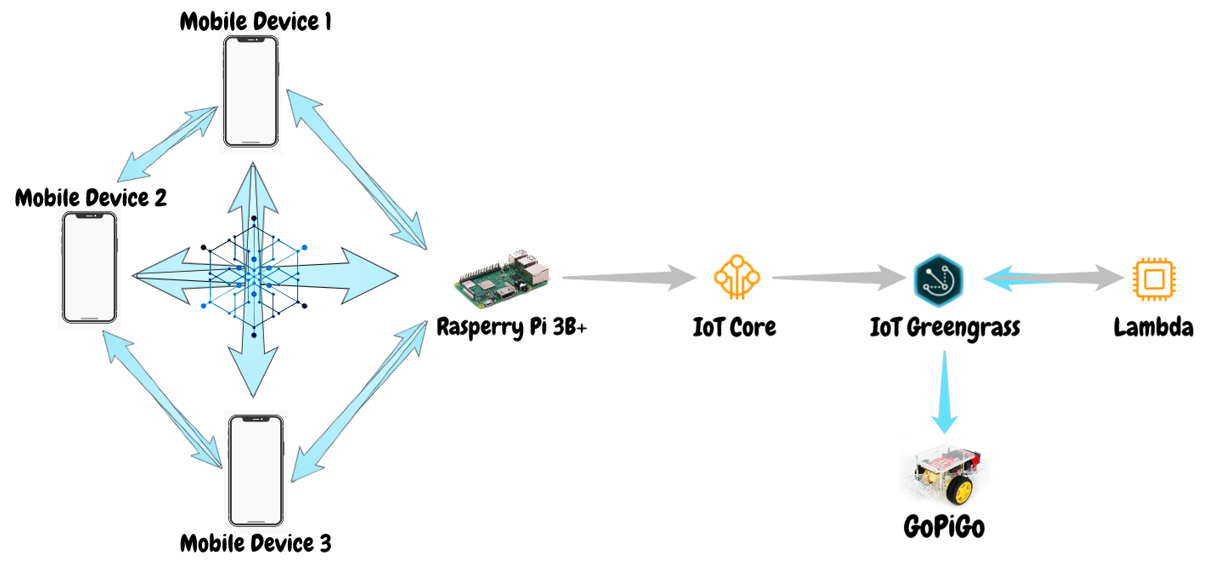 Mobile Device 1
Mobile Device 2
Rasperry Pi 3B+
IoT Core
IoT Greengrass
Lambda
GoPiGo
Mobile Device 3